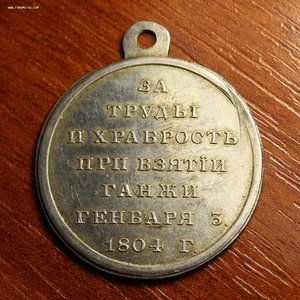 ЗА
ТРУДЫ
И ХРАБРОСТЬ
ПРИ ВЗЯТІИ
ГАНЖИ
ГЕНВАРЯ 3.
1804 Г.